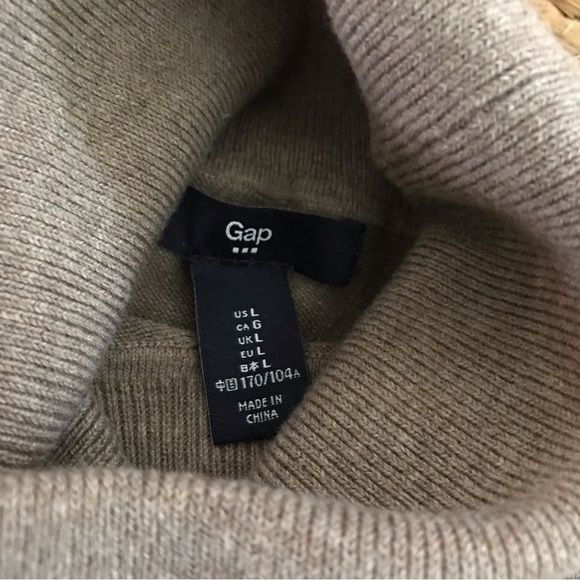 Gap
US L
CA G
UK L
EU L
日本 L
中国 170/104A
MADE IN
CHINA